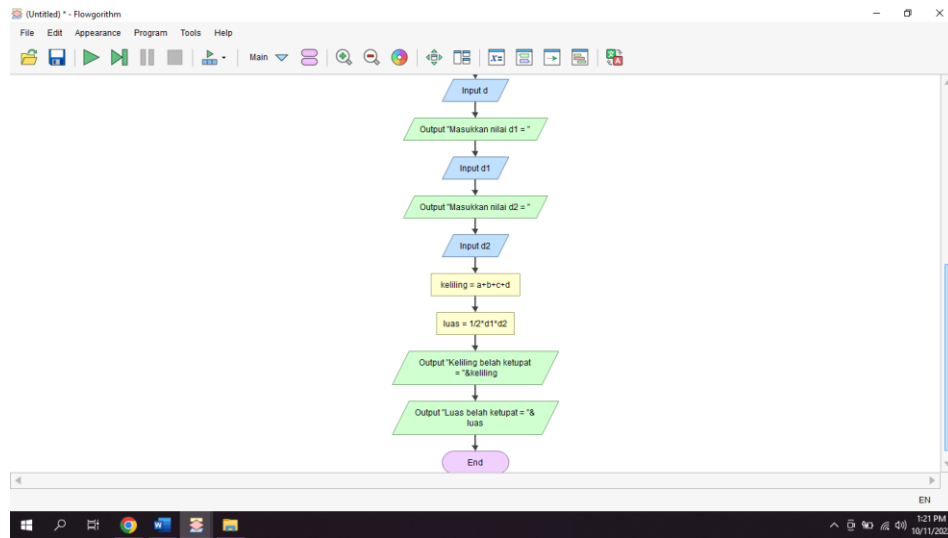 (Untitled) * - Flowgorithm
File Edit Appearance Program Tools Help
Main
Input d
Output "Masukkan nilai d1 = "
Input d1
Output "Masukkan nilai d2 = "
Input d2
keliling = a+b+c+d
luas = 1/2*d1*d2
Output "Keliling belah ketupat
= "&keliling
Output "Luas belah ketupat = "&
luas
End
EN
1:21 PM